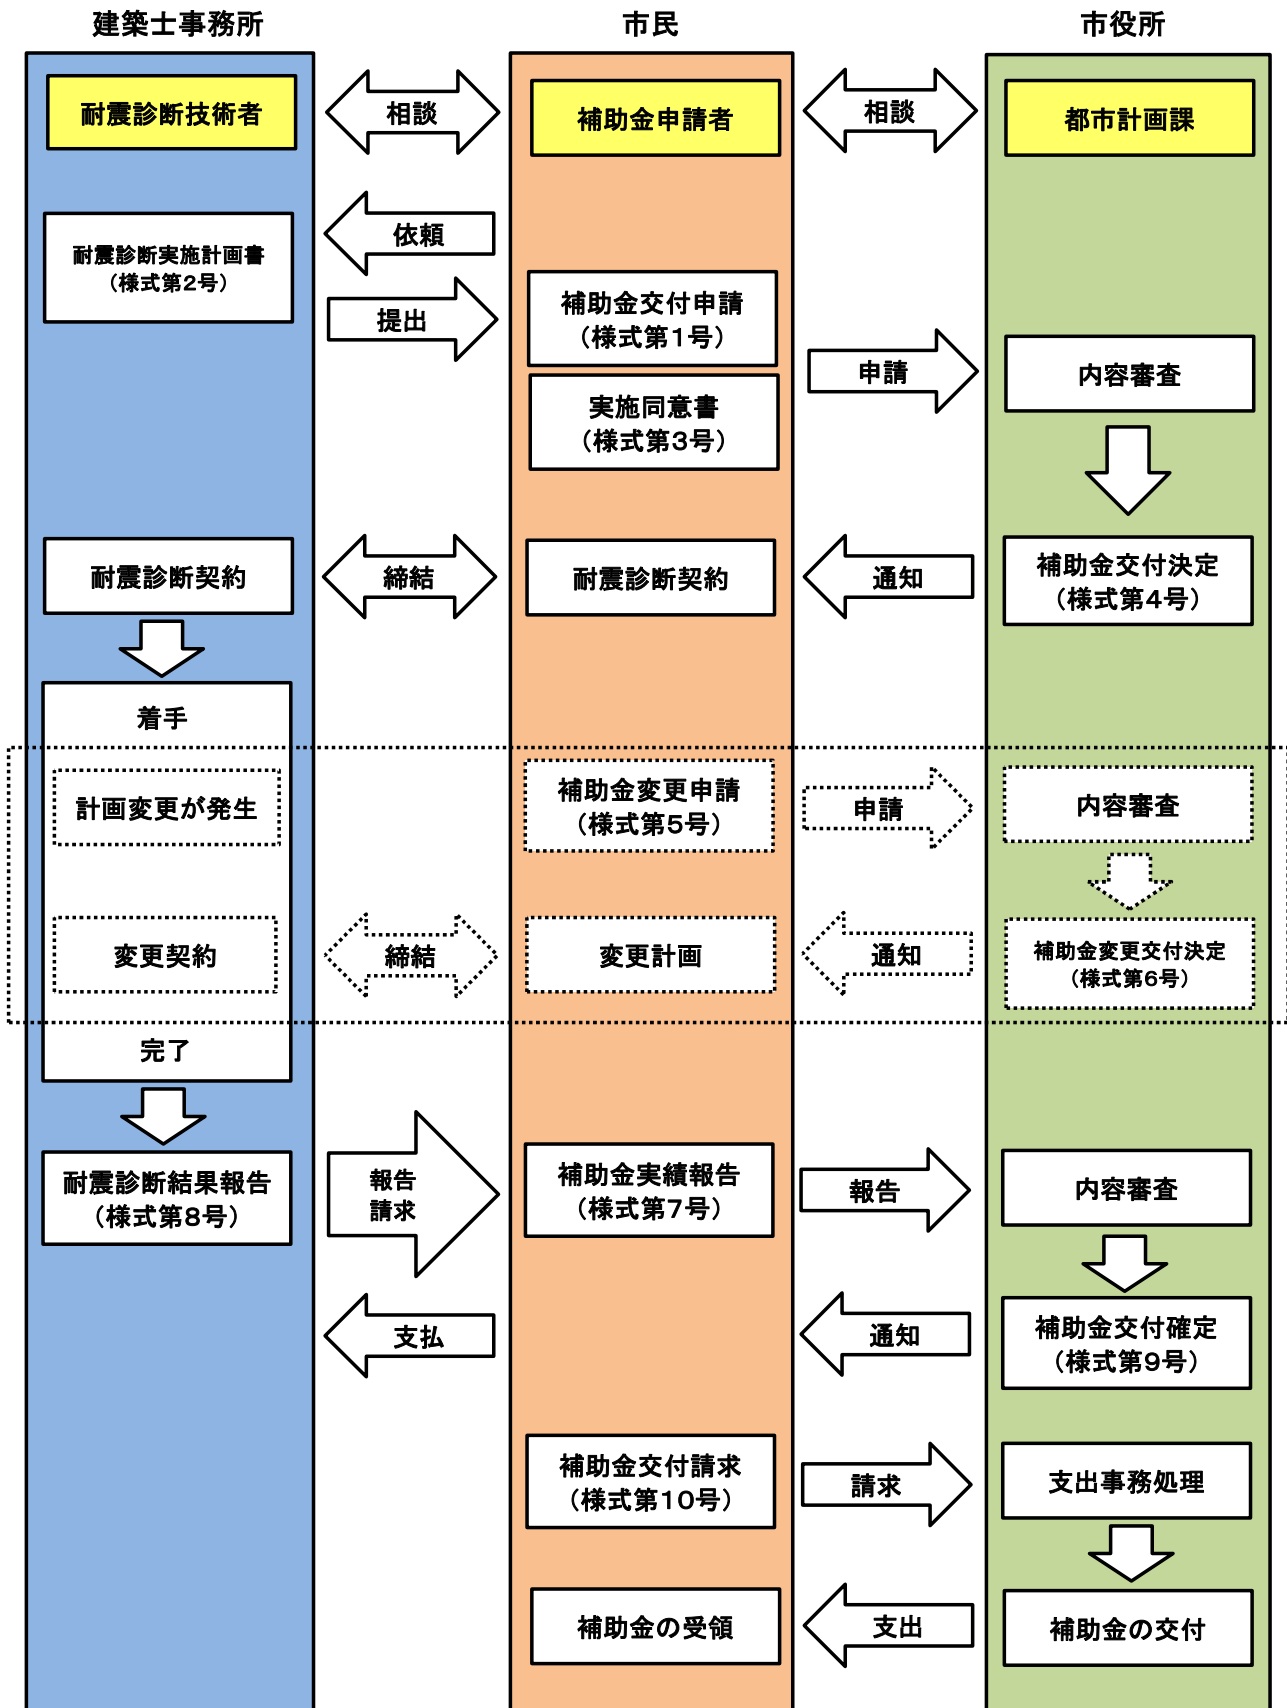 建築士事務所
市民
市役所
耐震診断技術者
相談
補助金申請者
相談
都市計画課
依頼
耐震診断実施計画書
（様式第2号）
提出
補助金交付申請
（様式第1号）
申請
内容審査
実施同意書
（様式第3号）
耐震診断契約
締結
耐震診断契約
通知
補助金交付決定
（様式第4号）
着手
計画変更が発生
補助金変更申請
（様式第5号）
申請
内容審査
変更契約
締結
変更計画
通知
補助金変更交付決定
（様式第6号）
完了
耐震診断結果報告
（様式第8号）
報告
請求
補助金実績報告
（様式第7号）
報告
内容審査
支払
通知
補助金交付確定
（様式第9号）
補助金交付請求
（様式第10号）
請求
支出事務処理
補助金の受領
支出
補助金の交付